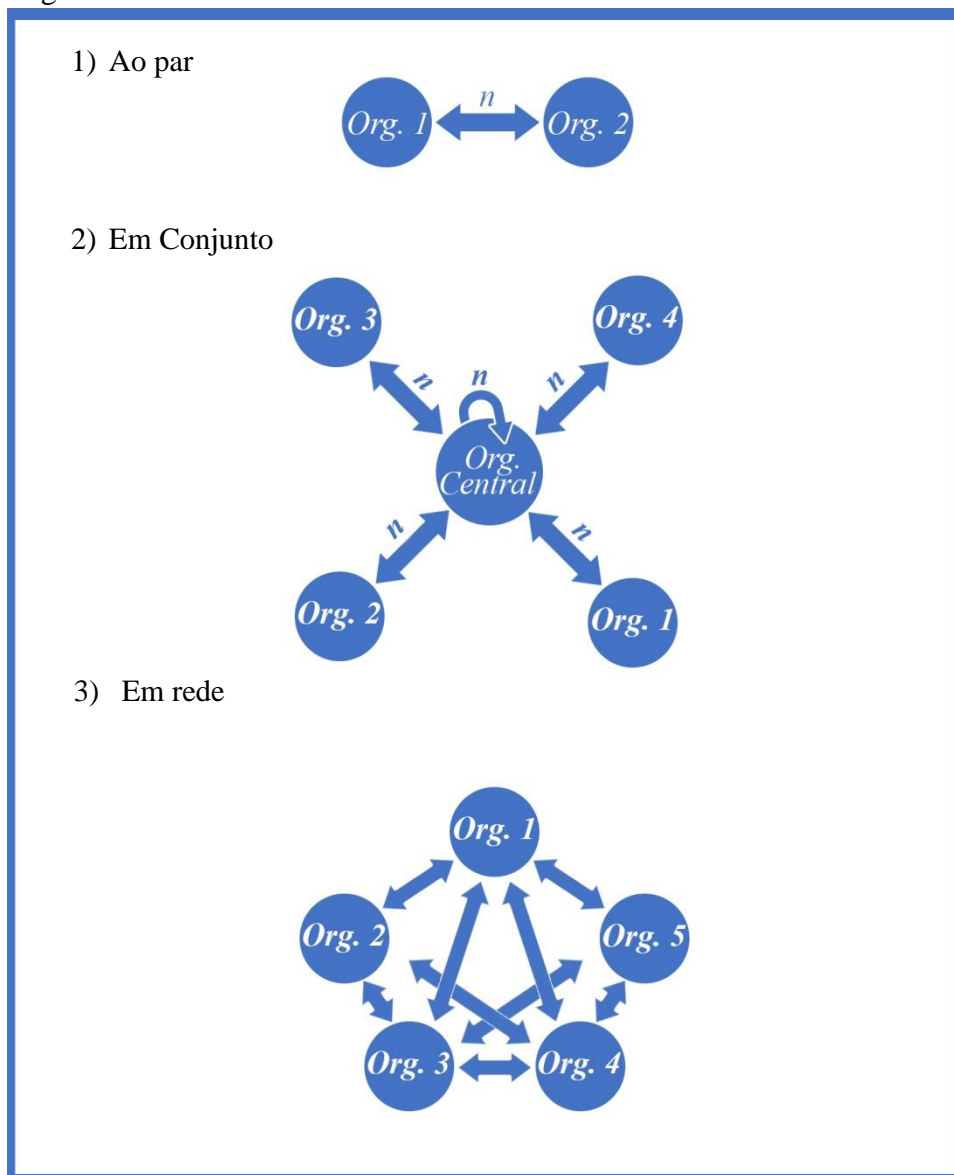 1) Ao par
n
Org. 1
Org. 2
2) Em Conjunto
Org. 3
Org. 4
n
n
n
Org.
Central
n
n
Org. 2
Org. 1
3) Em rede
Org. 1
Org. 2
Org. 5
Org. 3
Org. 4